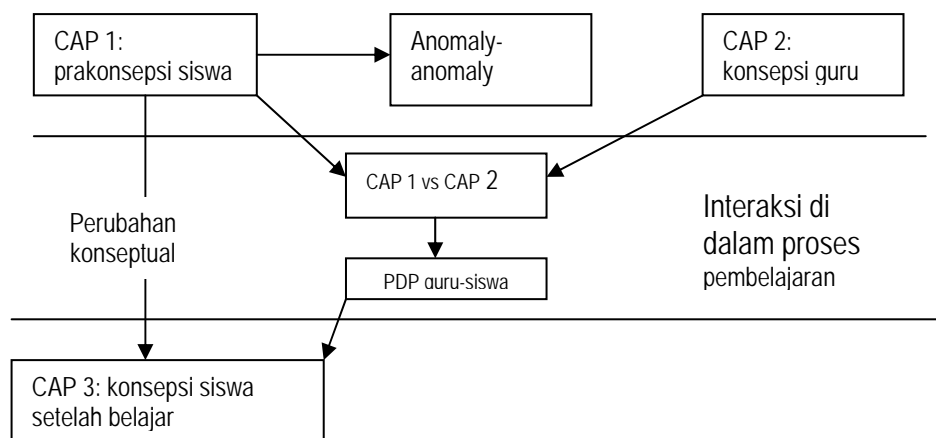 CAP 1:
prakonsepsi siswa
Anomaly-
anomaly
CAP 2:
konsepsi guru
CAP 1 vs CAP 2
Perubahan
konseptual
Interaksi di
dalam proses
pembelajaran
PDP guru-siswa
CAP 3: konsepsi siswa
setelah belajar